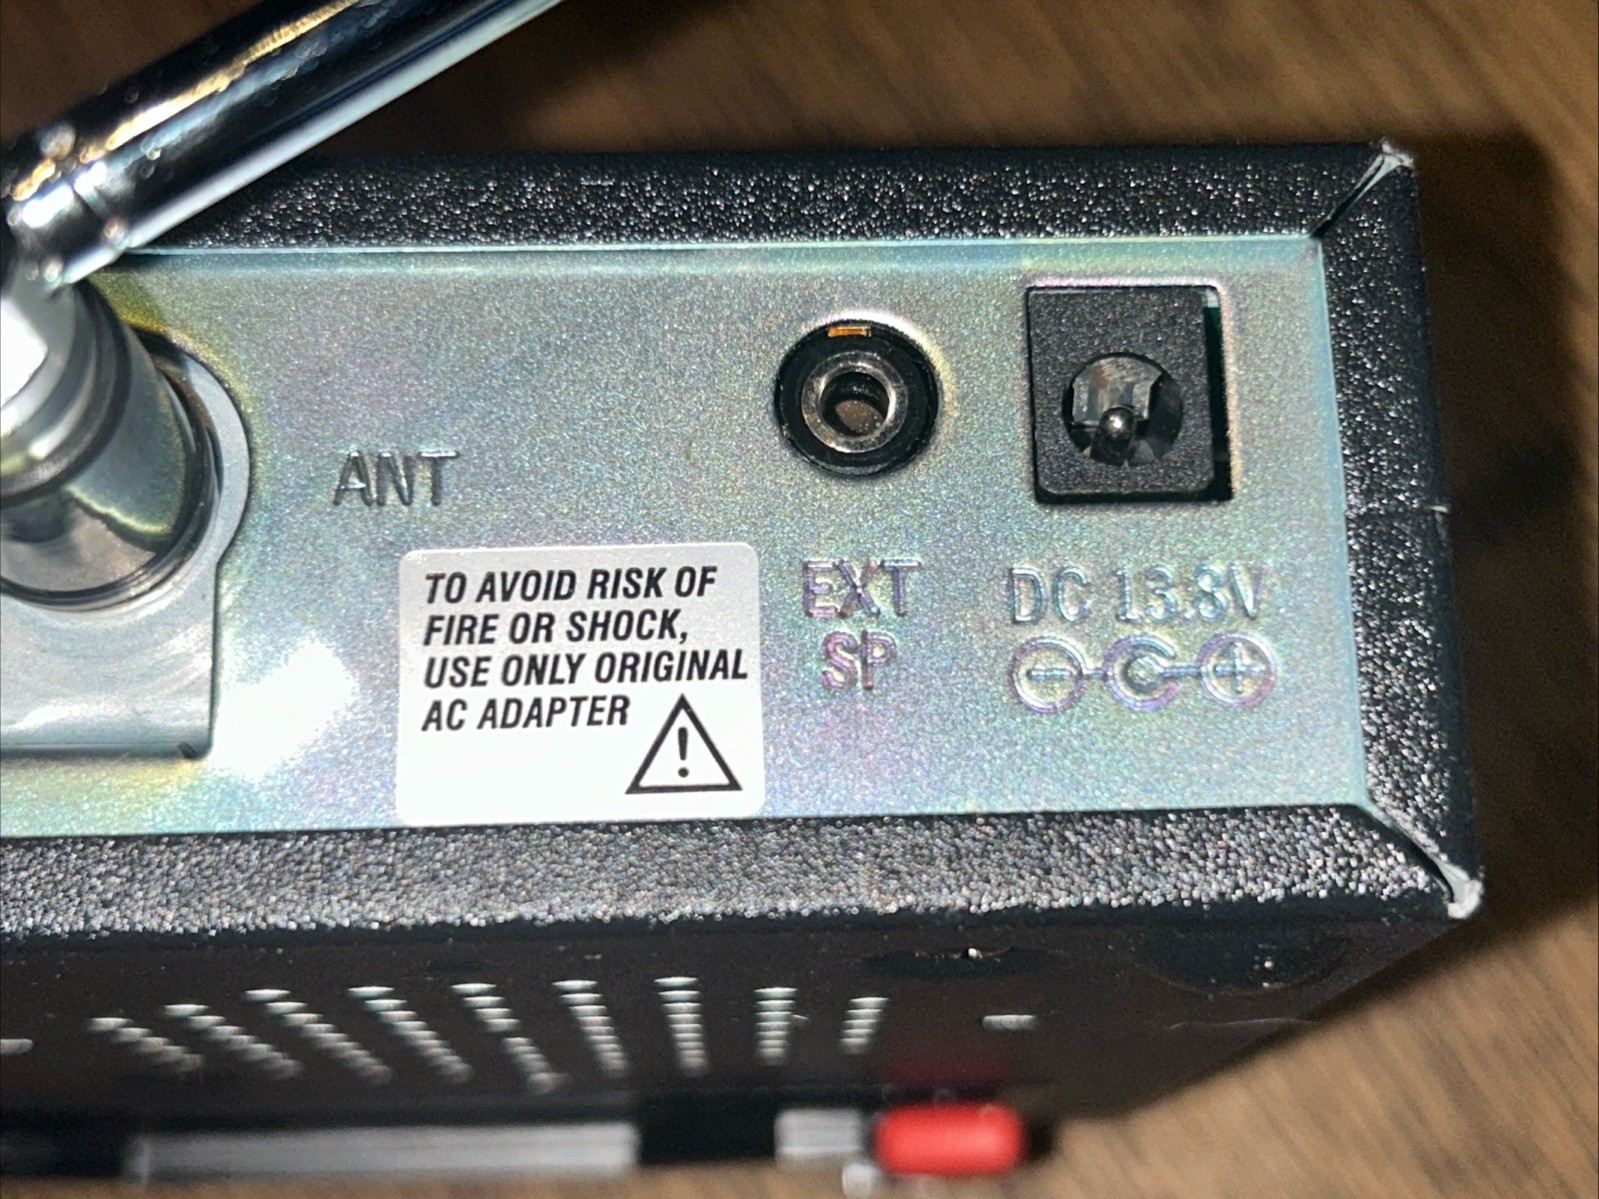 ANT
TO AVOID RISK OF
FIRE OR SHOCK,
USE ONLY ORIGINAL
AC ADAPTER
EXT
SP
DC 13.8V